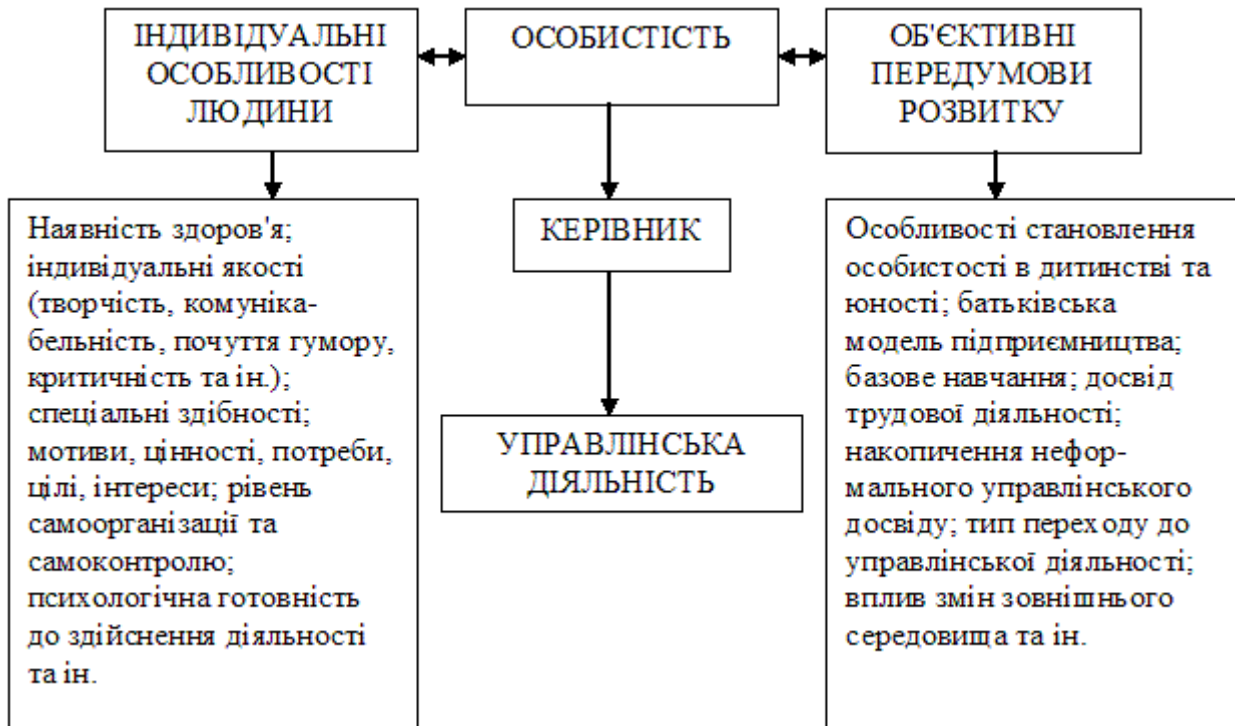 ІНДИВІДУАЛЬНІ
ОСОБЛИВОСТІ
ЛЮДИНИ
ОСОБИСТІСТЬ
ОБ'ЄКТИВНІ
ПЕРЕДУМОВИ
РОЗВИТКУ
Наявність здоров'я;
індивідуальні якості
(творчість, комуніка-
бельність, почуття гумору,
критичність та ін.);
спеціальні здібності;
мотиви, цінності, потреби,
цілі, інтереси; рівень
самоорганізації та
самоконтролю;
психологічна готовність
до здійснення діяльності
та ін.
КЕРІВНИК
УПРАВЛІНСЬКА
ДІЯЛЬНІСТЬ
Особливості становлення
особистості в дитинстві та
юності; батьківська
модель підприємництва;
базове навчання; досвід
трудової діяльності;
накопичення нефор-
мального управлінського
досвіду; тип переходу до
управлінської діяльності;
вплив змін зовнішнього
середовища та ін.